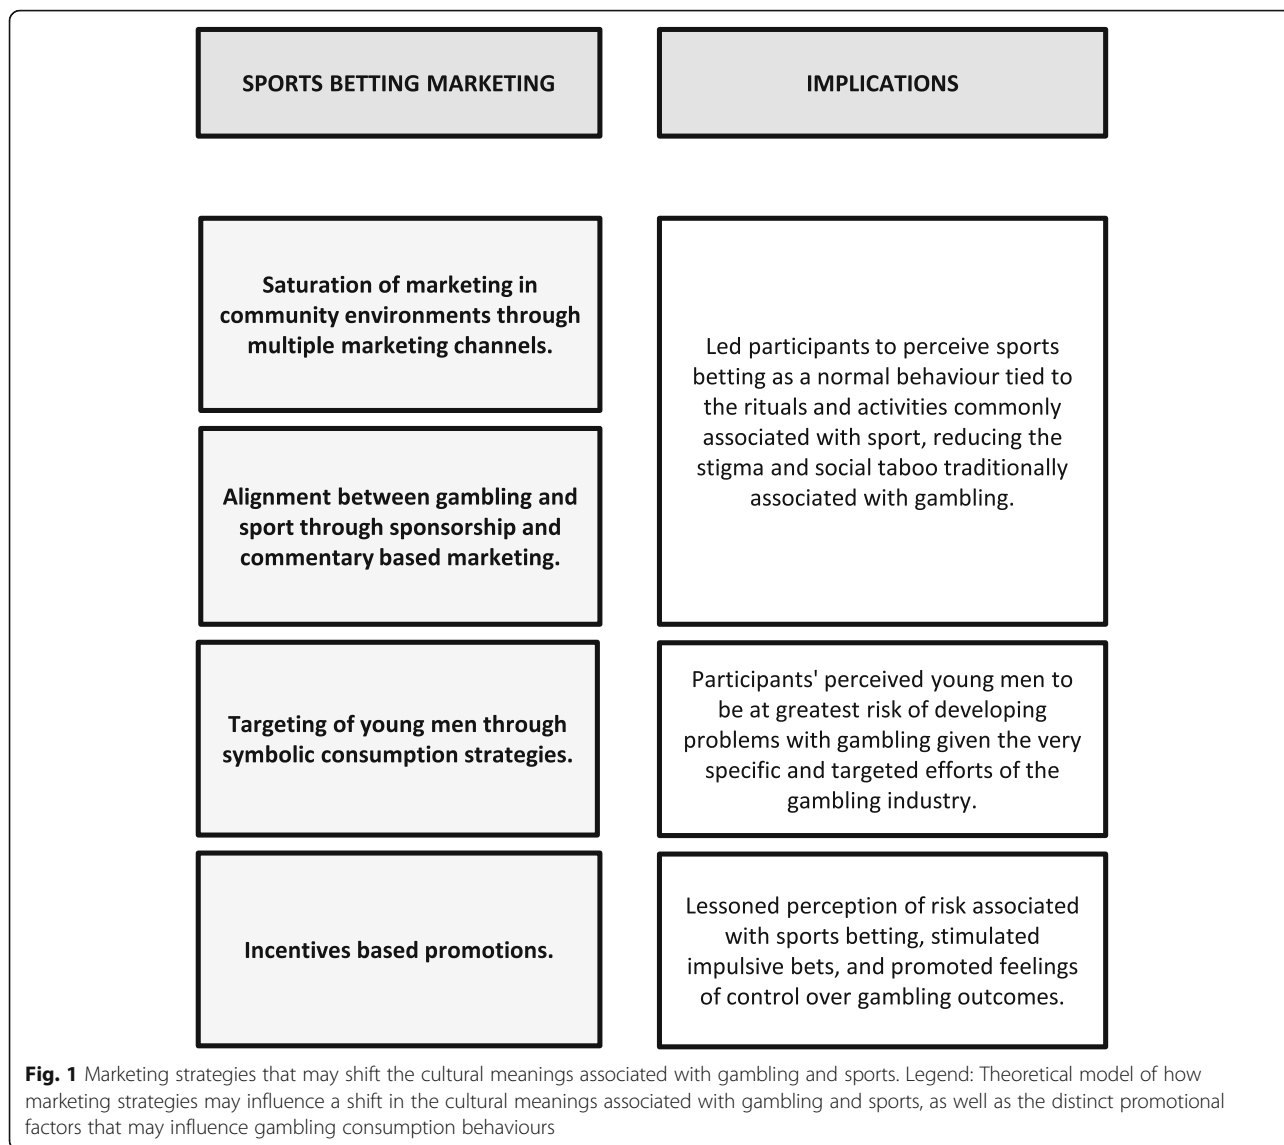 SPORTS BETTING MARKETING
IMPLICATIONS
Saturation of marketing in
community environments through
multiple marketing channels.
Alignment between gambling and
sport through sponsorship and
commentary based marketing.
Led participants to perceive sports
betting as a normal behaviour tied to
the rituals and activities commonly
associated with sport, reducing the
stigma and social taboo traditionally
associated with gambling.
Targeting of young men through
symbolic consumption strategies.
Participants' perceived young men to
be at greatest risk of developing
problems with gambling given the very
specific and targeted efforts of the
gambling industry.
Incentives based promotions.
Lessoned perception of risk associated
with sports betting, stimulated
impulsive bets, and promoted feelings
of control over gambling outcomes.
Fig. 1 Marketing strategies that may shift the cultural meanings associated with gambling and sports. Legend: Theoretical model of how
marketing strategies may influence a shift in the cultural meanings associated with gambling and sports, as well as the distinct promotional
factors that may influence gambling consumption behaviours